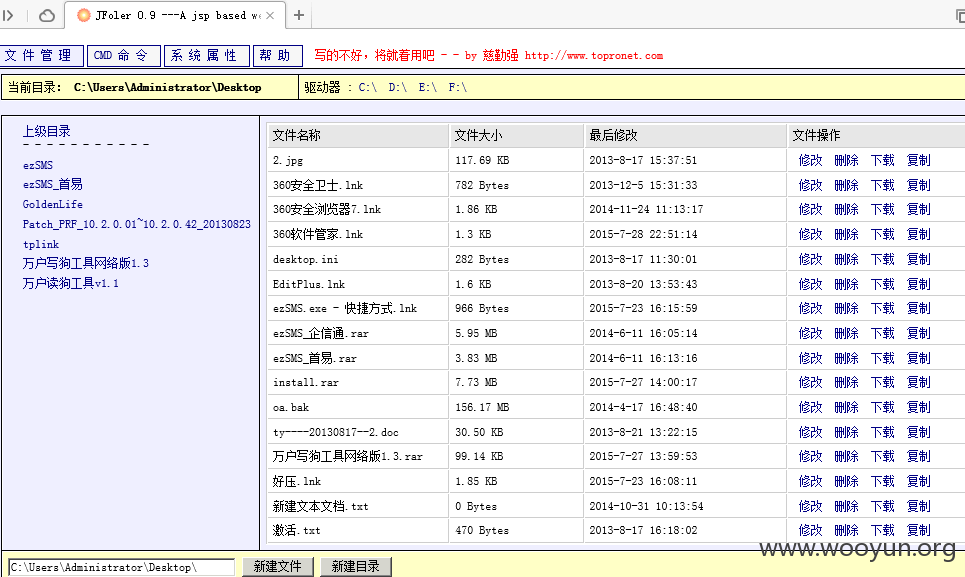 JFoler 0.9 ---A jsp based we
文件管理 CMD命令 系统属性 帮助 写的不好，将就着用吧 - - by 慈勤强 http://www.topronet.com
当前目录： C:\Users\Administrator\Desktop 驱动器 : C:\ D:\ E:\ F:\
上级目录
- - - - - - - - - - -
ezSMS
ezSMS_首易
GoldenLife
Patch_PRF_10.2.0.01~10.2.0.42_20130823
tplink
万户写狗工具网络版1.3
万户读狗工具v1.1
文件名称 文件大小 最后修改 文件操作
2.jpg 117.69 KB 2013-8-17 15:37:51 修改 删除 下载 复制
360安全卫士.lnk 782 Bytes 2013-12-5 15:31:33 修改 删除 下载 复制
360安全浏览器7.lnk 1.86 KB 2014-11-24 11:13:17 修改 删除 下载 复制
360软件管家.lnk 1.3 KB 2015-7-28 22:51:14 修改 删除 下载 复制
desktop.ini 282 Bytes 2013-8-17 11:30:01 修改 删除 下载 复制
EditPlus.lnk 1.6 KB 2013-8-20 13:53:43 修改 删除 下载 复制
ezSMS.exe - 快捷方式.lnk 966 Bytes 2015-7-23 16:15:59 修改 删除 下载 复制
ezSMS_企信通.rar 5.95 MB 2014-6-11 16:05:14 修改 删除 下载 复制
ezSMS_首易.rar 3.83 MB 2014-6-11 16:13:16 修改 删除 下载 复制
install.rar 7.73 MB 2015-7-27 14:00:17 修改 删除 下载 复制
oa.bak 156.17 MB 2014-4-17 16:48:40 修改 删除 下载 复制
ty----20130817--2.doc 30.50 KB 2013-8-21 13:22:15 修改 删除 下载 复制
万户写狗工具网络版1.3.rar 99.14 KB 2015-7-27 13:59:53 修改 删除 下载 复制
好压.lnk 1.85 KB 2015-7-23 16:08:11 修改 删除 下载 复制
新建文本文档.txt 0 Bytes 2014-10-31 10:13:54 修改 删除 下载 复制
激活.txt 470 Bytes 2013-8-17 16:18:02 修改 删除 下载 复制
www.wooyun.org
C:\Users\Administrator\Desktop\ 新建文件 新建目录